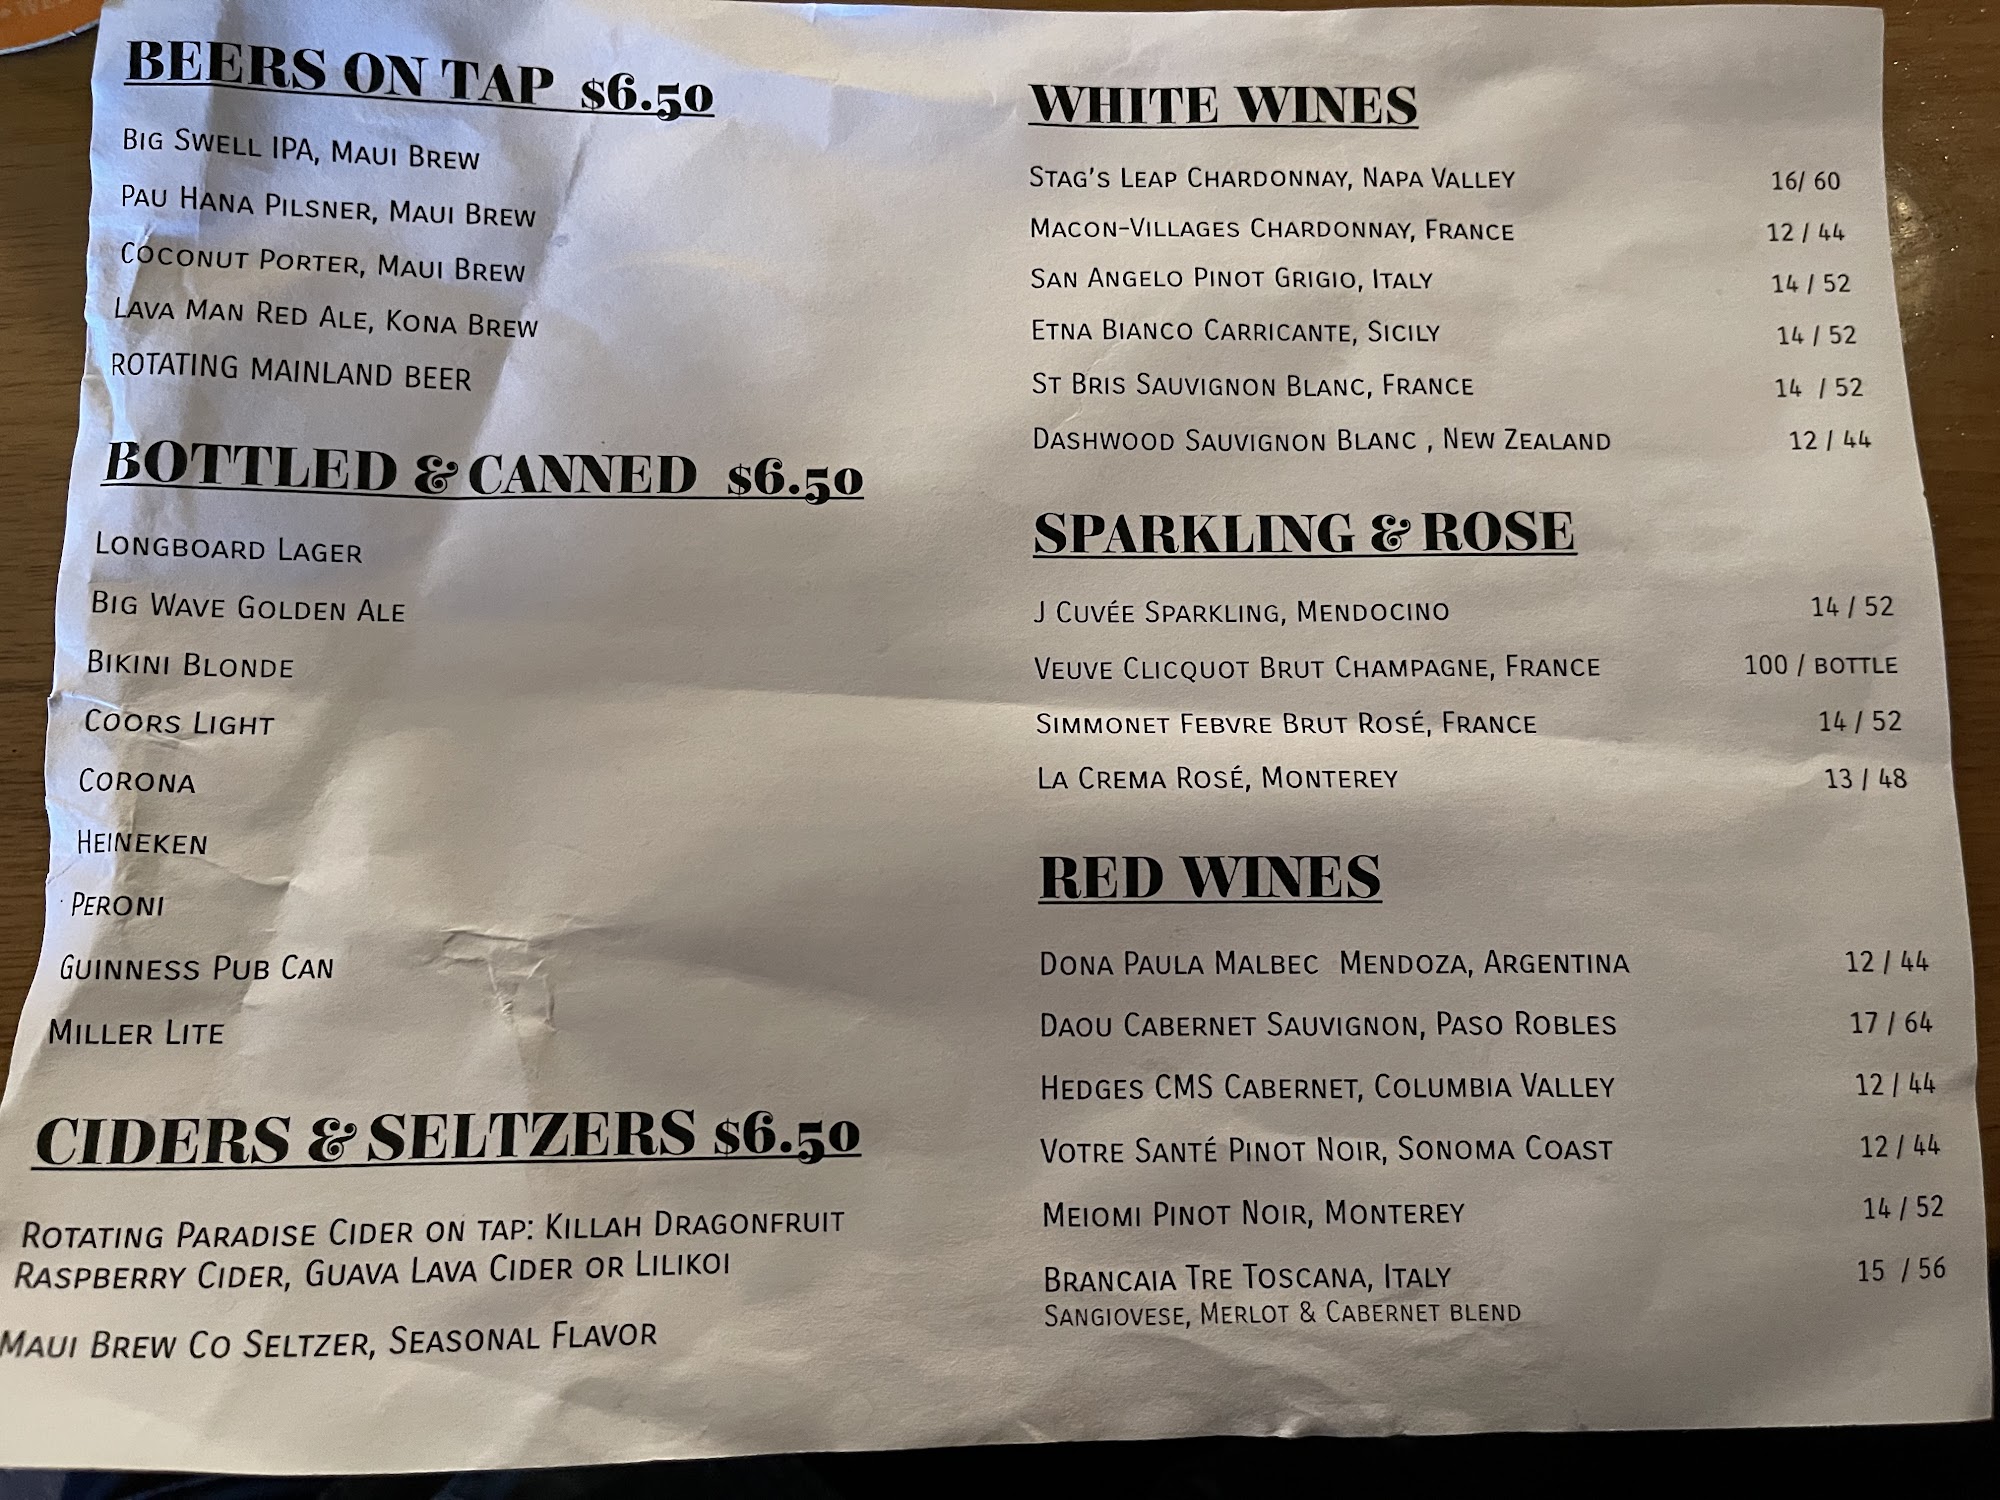 BEERS ON TAP $6.50
BIG SWELL IPA, MAUI BREW
PAU HANA PILSNER, MAUI BREW
COCONUT PORTER, MAUI BREW
LAVA MAN RED ALE, KONA BREW
ROTATING MAINLAND BEER
BOTTLED & CANNED $6.50
LONGBOARD LAGER
BIG WAVE GOLDEN ALE
BIKINI BLONDE
COORS LIGHT
CORONA
HEINEKEN
PERONI
GUINNESS PUB CAN
MILLER LITE
CIDERS & SELTZERS $6.50
ROTATING PARADISE CIDER ON TAP: KILLAH DRAGONFRUIT
RASPBERRY CIDER, GUAVA LAVA CIDER OR LILIKOI
MAUI BREW CO SELTZER, SEASONAL FLAVOR
WHITE WINES
STAG'S LEAP CHARDONNAY, NAPA VALLEY 16/ 60
MACON-VILLAGES CHARDONNAY, FRANCE 12 / 44
SAN ANGELO PINOT GRIGIO, ITALY 14 / 52
ETNA BIANCO CARRICANTE, SICILY 14 / 52
ST BRIS SAUVIGNON BLANC, FRANCE 14 / 52
DASHWOOD SAUVIGNON BLANC , NEW ZEALAND 12 / 44
SPARKLING & ROSE
J CUVÉE SPARKLING, MENDOCINO 14 / 52
VEUVE CLICQUOT BRUT CHAMPAGNE, FRANCE 100 / BOTTLE
SIMMONET FEBVRE BRUT ROSÉ, FRANCE 14 / 52
LA CREMA ROSÉ, MONTEREY 13 / 48
RED WINES
DONA PAULA MALBEC MENDOZA, ARGENTINA 12 / 44
DAOU CABERNET SAUVIGNON, PASO ROBLES 17 / 64
HEDGES CMS CABERNET, COLUMBIA VALLEY 12 / 44
VOTRE SANTÉ PINOT NOIR, SONOMA COAST 12 / 44
MEIOMI PINOT NOIR, MONTEREY 14 / 52
BRANCAIA TRE TOSCANA, ITALY 15 / 56
SANGIOVESE, MERLOT & CABERNET BLEND